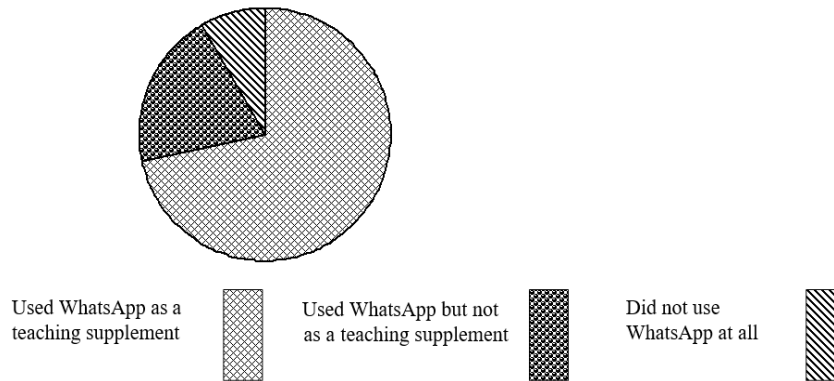 Used WhatsApp as a
teaching supplement
Used WhatsApp but not
as a teaching supplement
Did not use
WhatsApp at all